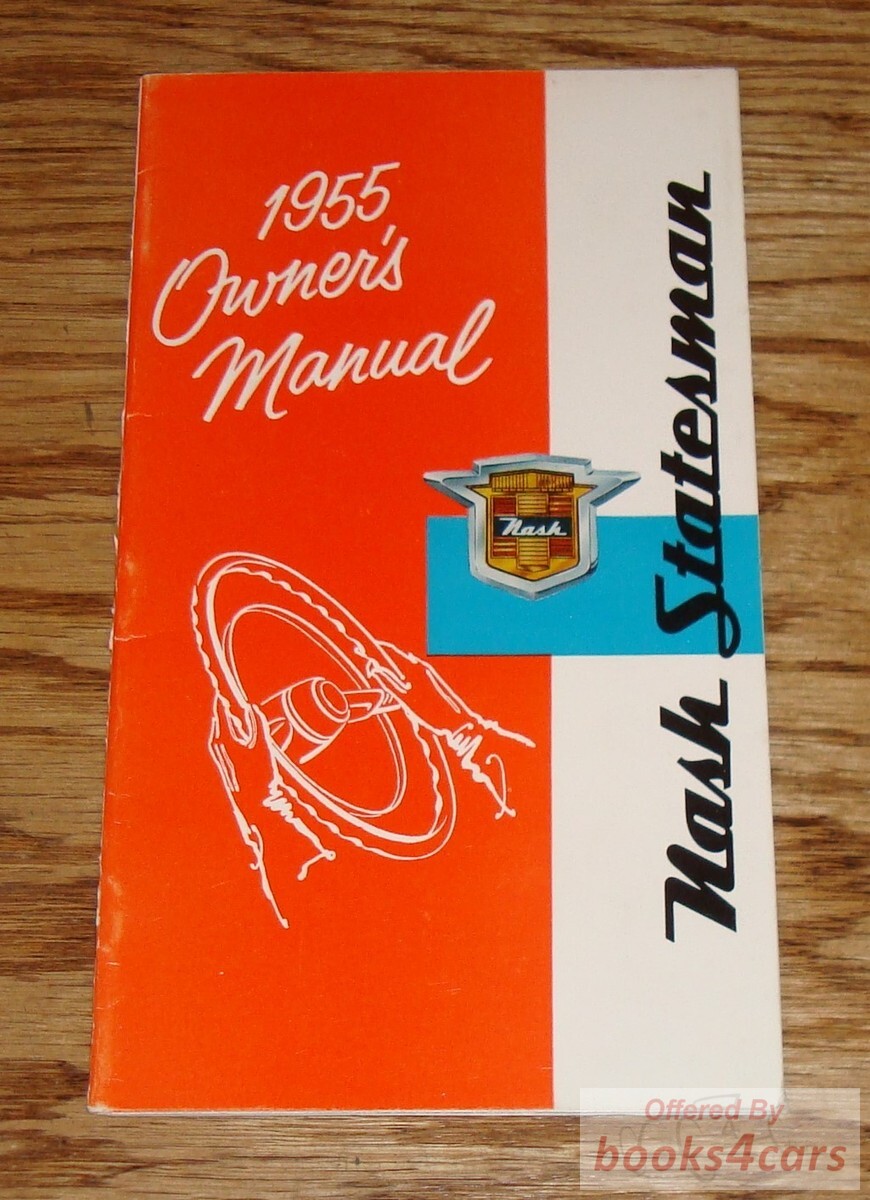 1955
Owner's
Manual
Nash
Nash Statesman
Offered By
books4cars